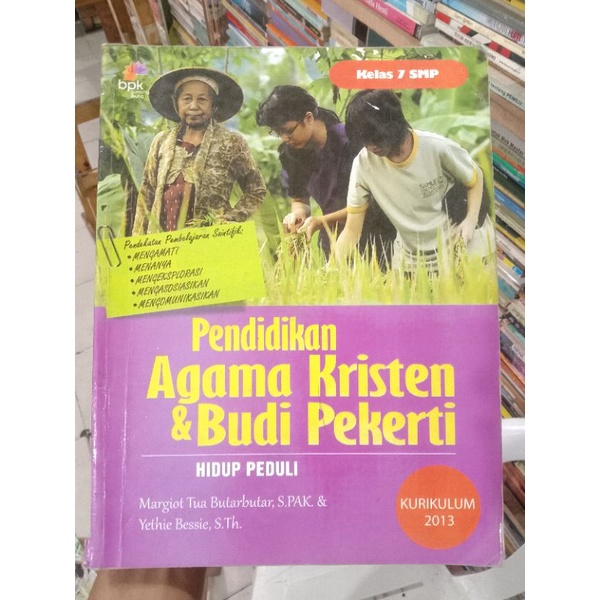 bpk
Kelas 7 SMP
Pendekatan Pembelajaran Saintifik:
• MENGAMATI
• MENANYA
• MENGEKSPLORASI
• MENGASOSIASIKAN
• MENGOMUNIKASIKAN
Pendidikan
Agama Kristen
& Budi Pekerti
HIDUP PEDULI
Margiot Tua Butarbutar, S.PAK. &
Yethie Bessie, S.Th.
KURIKULUM
2013